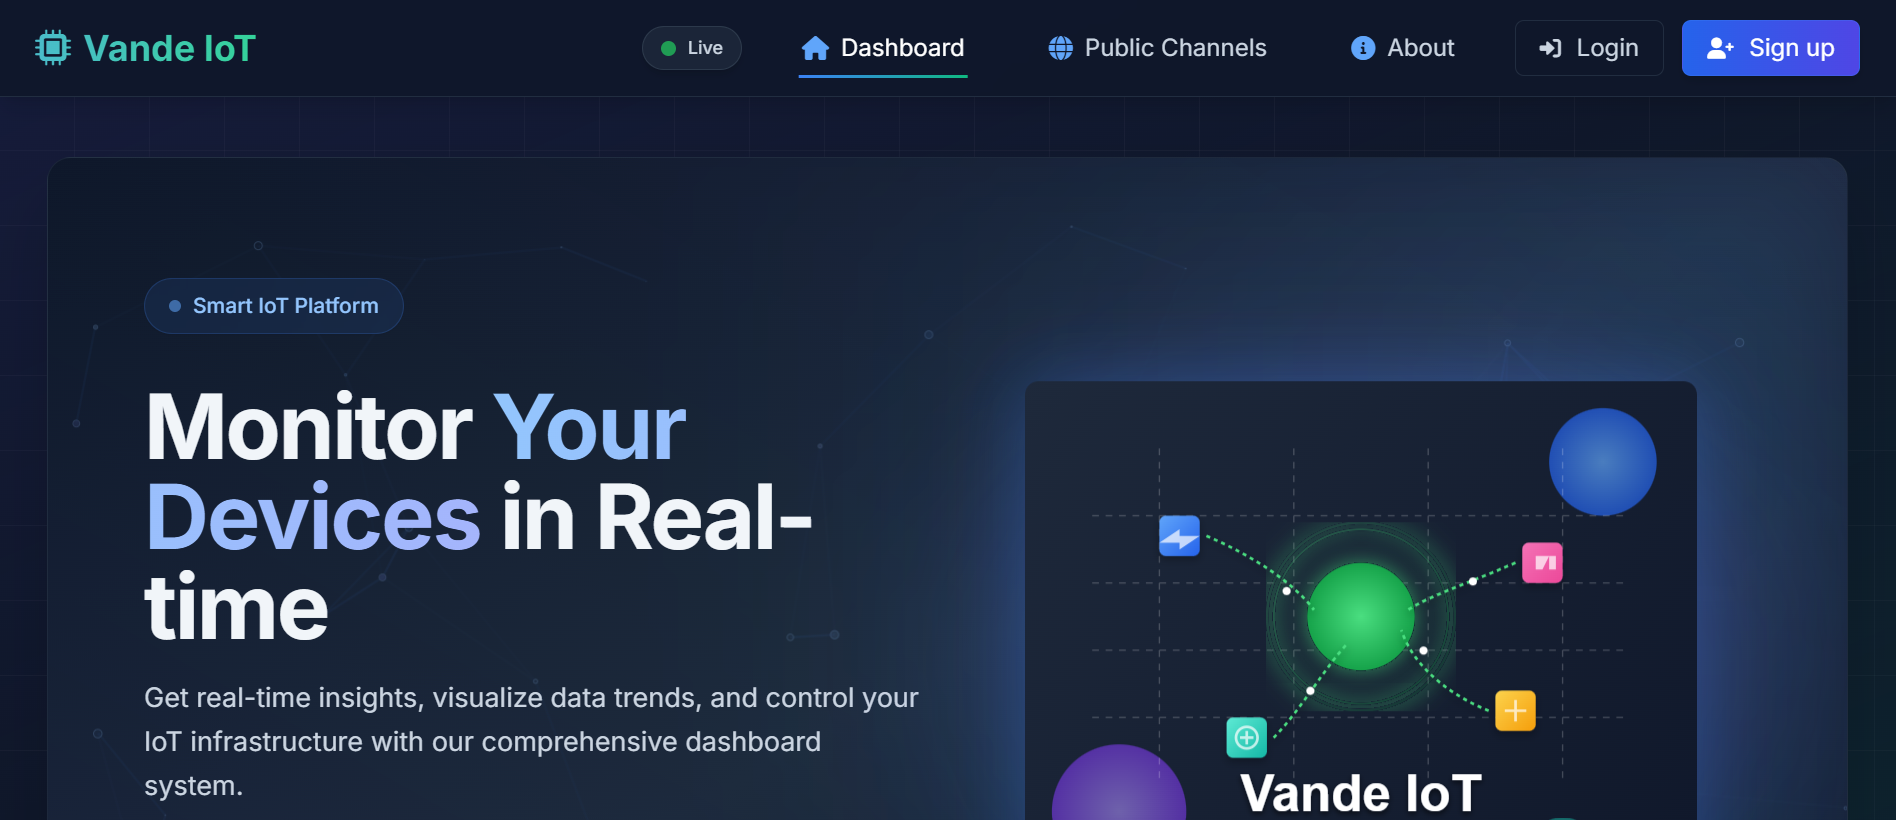 Vande IoT
Live
Dashboard
Public Channels
About
Login
Sign up
Smart IoT Platform
Monitor Your
Devices in Real-
time
Get real-time insights, visualize data trends, and control your
IoT infrastructure with our comprehensive dashboard
system.
Vande IoT